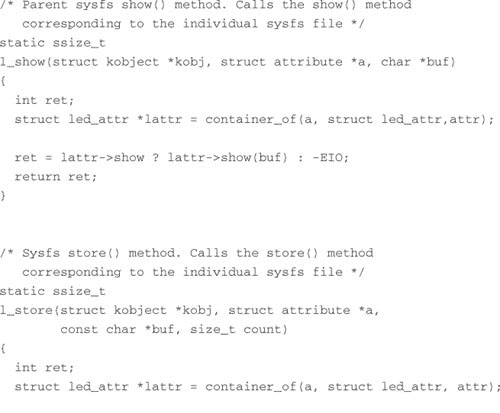 /* Parent sysfs show() method. Calls the show() method
   corresponding to the individual sysfs file */
static ssize_t
l_show(struct kobject *kobj, struct attribute *a, char *buf)
{
  int ret;
  struct led_attr *lattr = container_of(a, struct led_attr,attr);

  ret = lattr->show ? lattr->show(buf) : -EIO;
  return ret;
}


/* Sysfs store() method. Calls the store() method
   corresponding to the individual sysfs file */
static ssize_t
l_store(struct kobject *kobj, struct attribute *a,
        const char *buf, size_t count)
{
  int ret;
  struct led_attr *lattr = container_of(a, struct led_attr, attr);